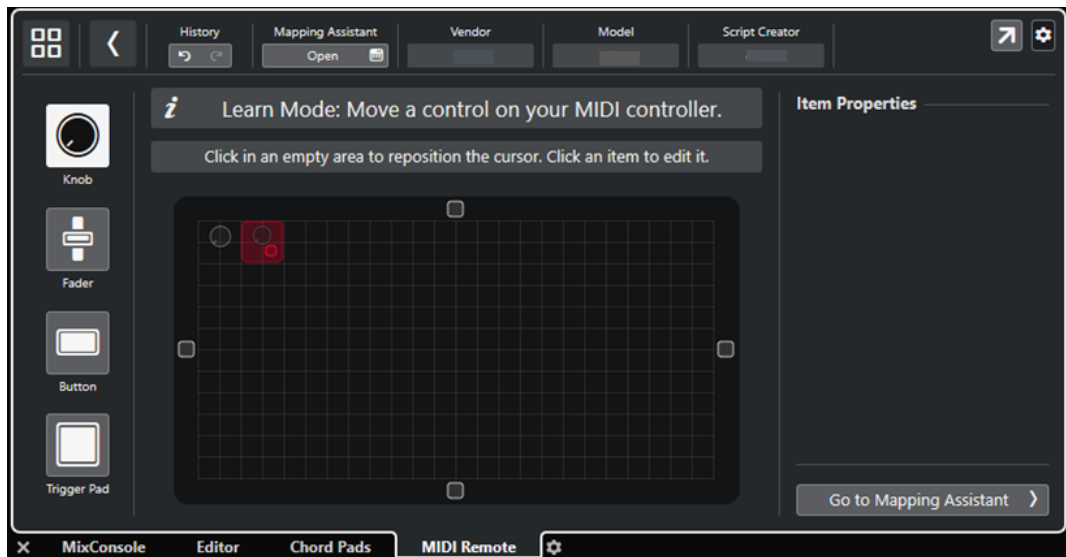 History
Mapping Assistant
Vendor
Model
Script Creator
Open
i Learn Mode: Move a control on your MIDI controller.
Item Properties
Click in an empty area to reposition the cursor. Click an item to edit it.
Knob
Fader
Button
Trigger Pad
Go to Mapping Assistant
MixConsole
Editor
Chord Pads
MIDI Remote